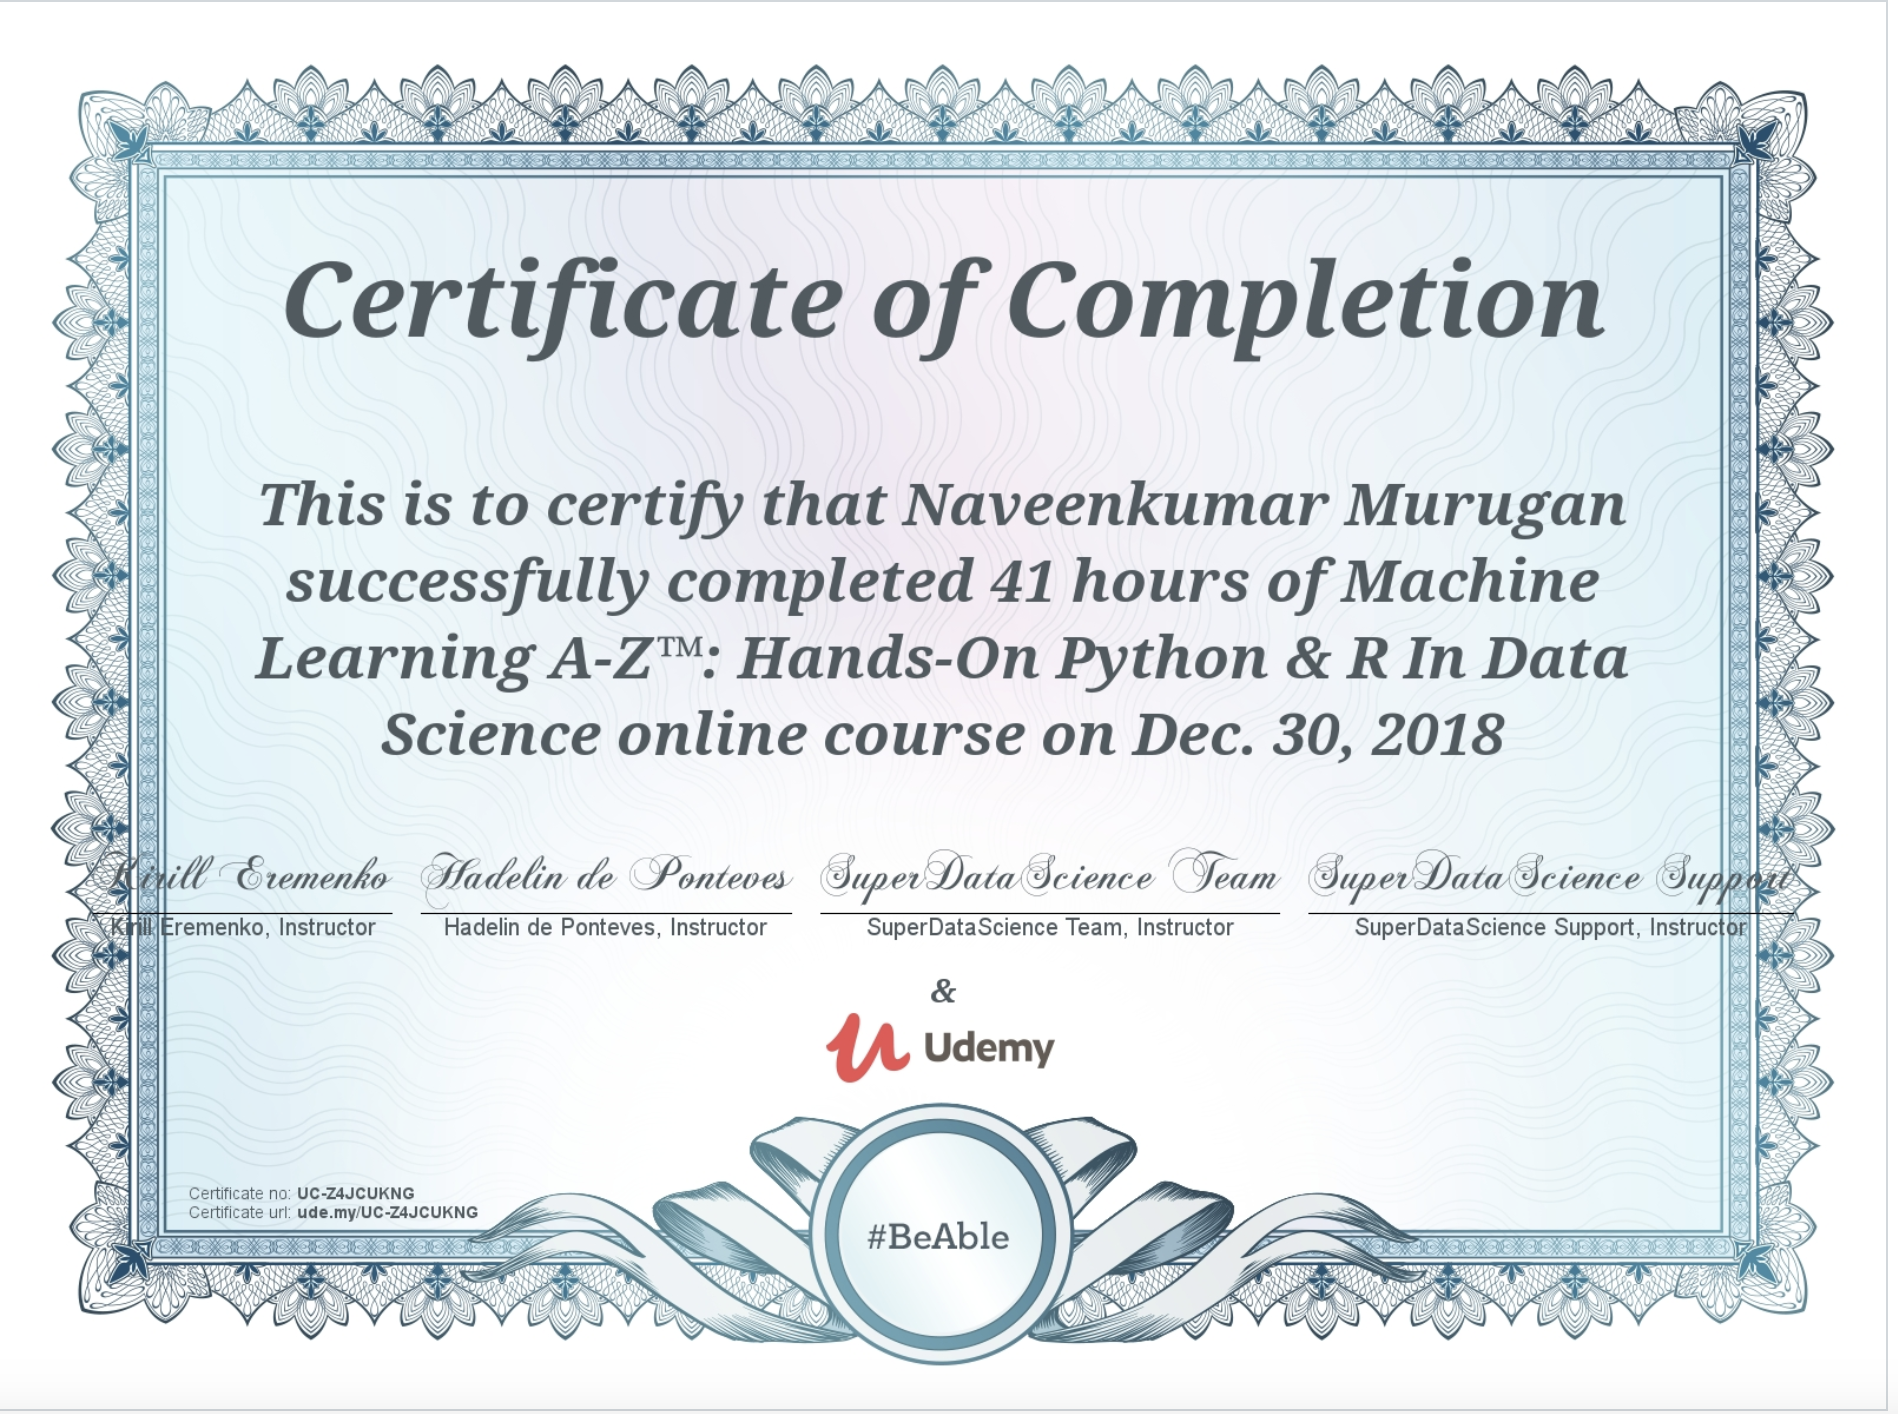 Certificate of Completion
This is to certify that Naveenkumar Murugan
successfully completed 41 hours of Machine
Learning A-Z™: Hands-On Python & R In Data
Science online course on Dec. 30, 2018
Kirill Eremenko Hadelin de Ponteves SuperDataScience Team SuperDataScience Support
Kirill Eremenko, Instructor Hadelin de Ponteves, Instructor SuperDataScience Team, Instructor SuperDataScience Support, Instructor
&
Udemy
Certificate no: UC-Z4JCUKNG
Certificate url: ude.my/UC-Z4JCUKNG
#BeAble